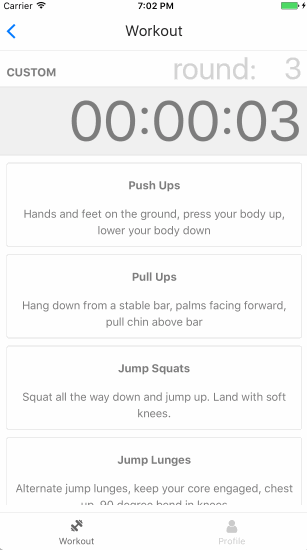 Carrier 7:02 PM
Workout
CUSTOM round: 3
00:00:03
Push Ups
Hands and feet on the ground, press your body up,
lower your body down
Pull Ups
Hang down from a stable bar, palms facing forward,
pull chin above bar
Jump Squats
Squat all the way down and jump up. Land with soft
knees.
Jump Lunges
Alternate jump lunges, keep your core engaged, chest
up, 90 degree bend in knees
Workout Profile